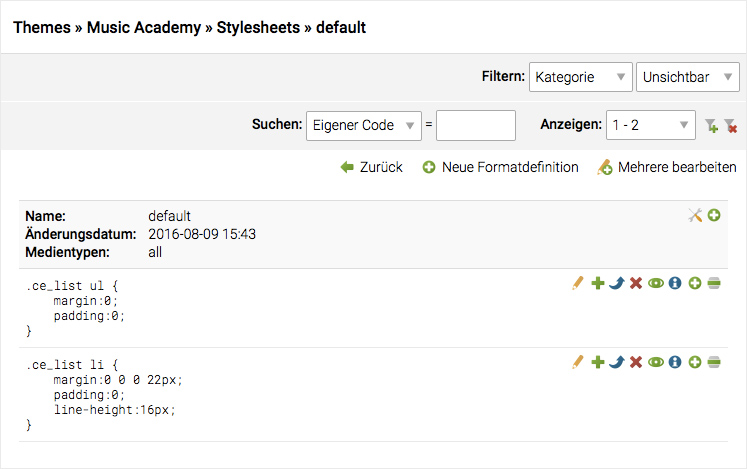 Themes » Music Academy » Stylesheets » default
Filtern: Kategorie Unsichtbar
Suchen: Eigener Code = Anzeigen: 1 - 2
Zurück Neue Formatdefinition Mehrere bearbeiten
Name: default
Änderungsdatum: 2016-08-09 15:43
Medientypen: all
.ce_list ul {
    margin:0;
    padding:0;
}
.ce_list li {
    margin:0 0 0 22px;
    padding:0;
    line-height:16px;
}